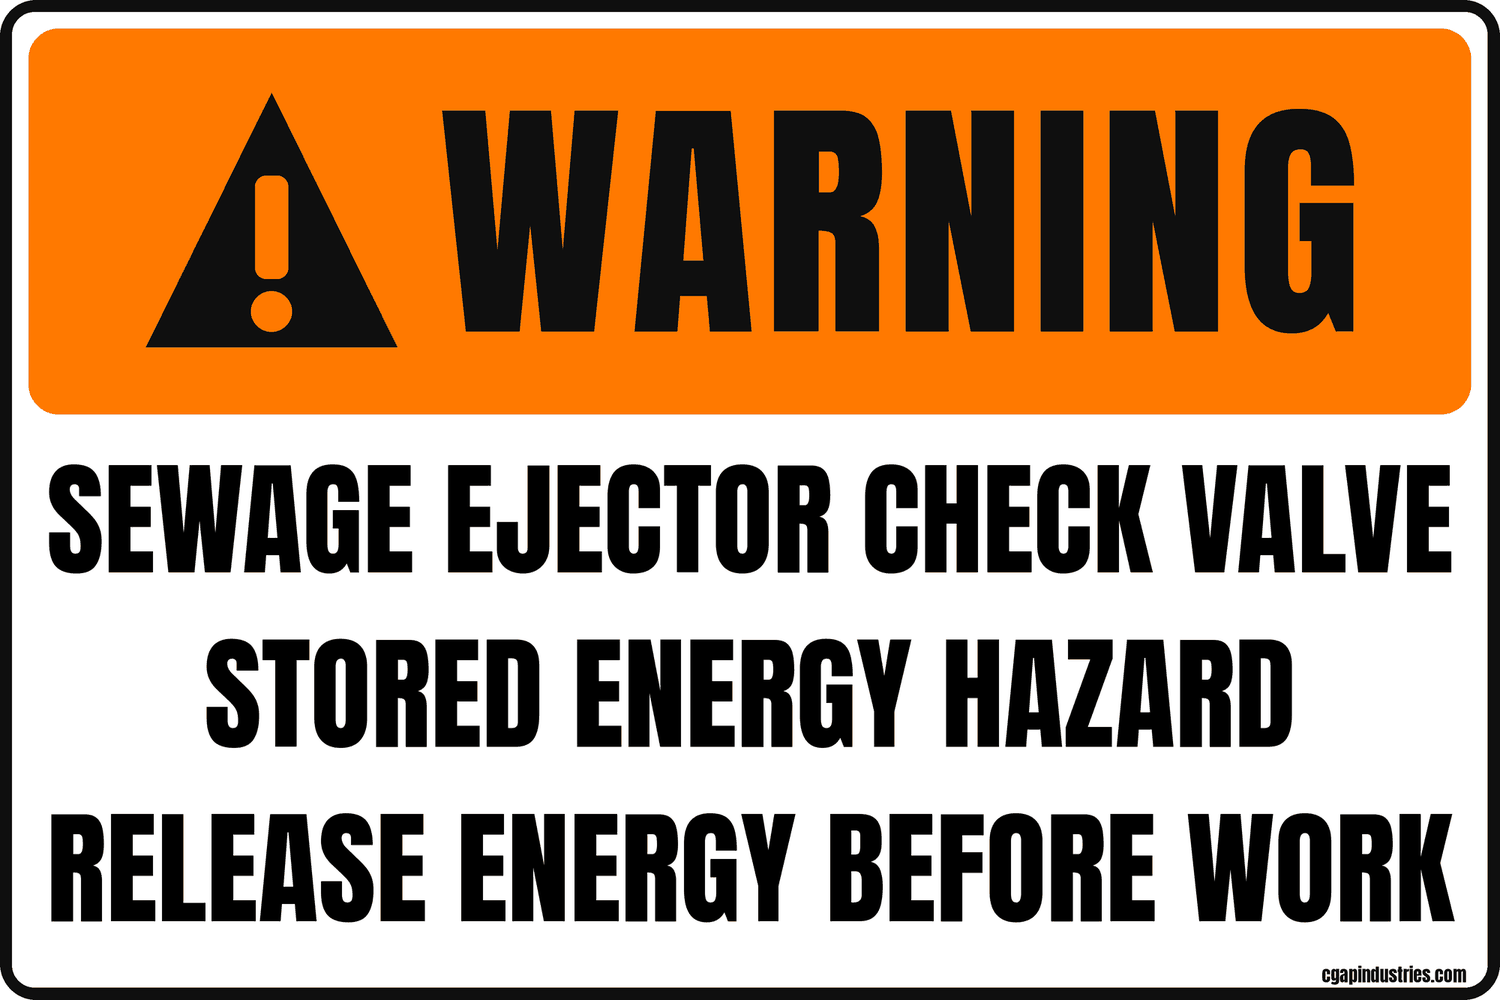 WARNING
SEWAGE EJECTOR CHECK VALVE
STORED ENERGY HAZARD
RELEASE ENERGY BEFORE WORK
cgapindustries.com